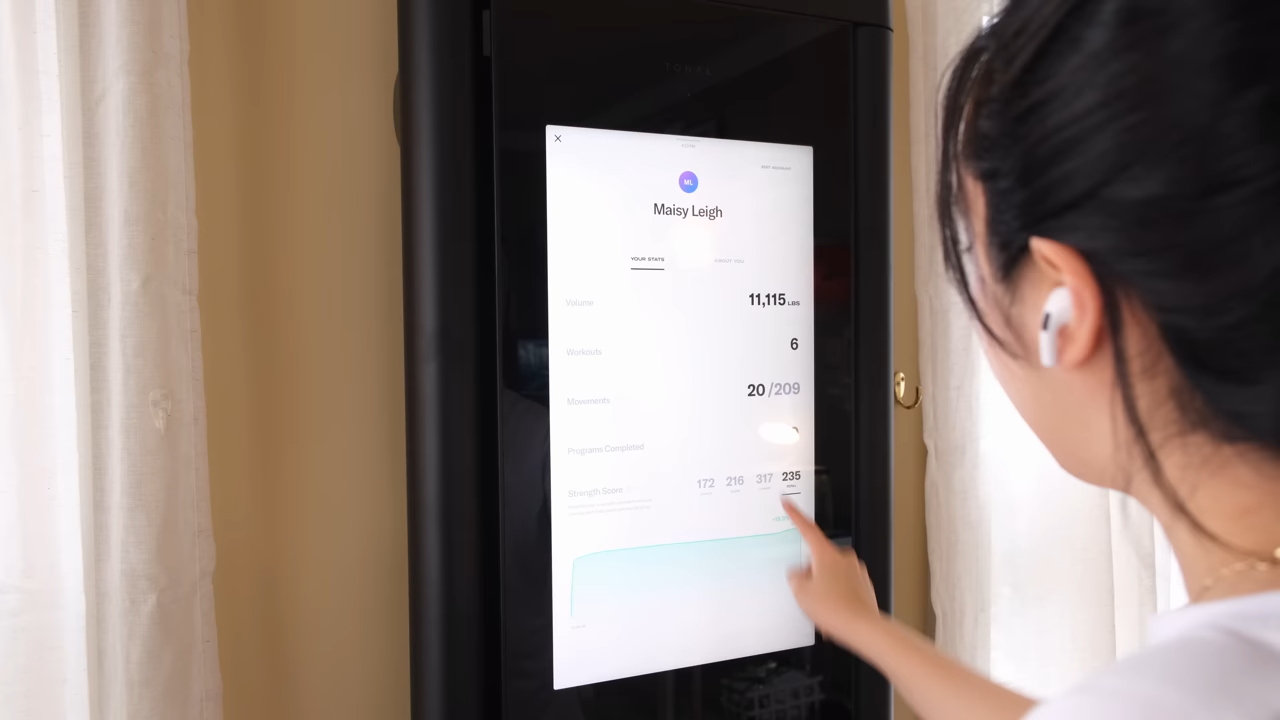 TONAL
×
ML
Maisy Leigh
YOUR STATS ABOUT YOU
Volume 11,115 LBS
Workouts 6
Movements 20 /209
Programs Completed
Strength Score 172 216 317 235